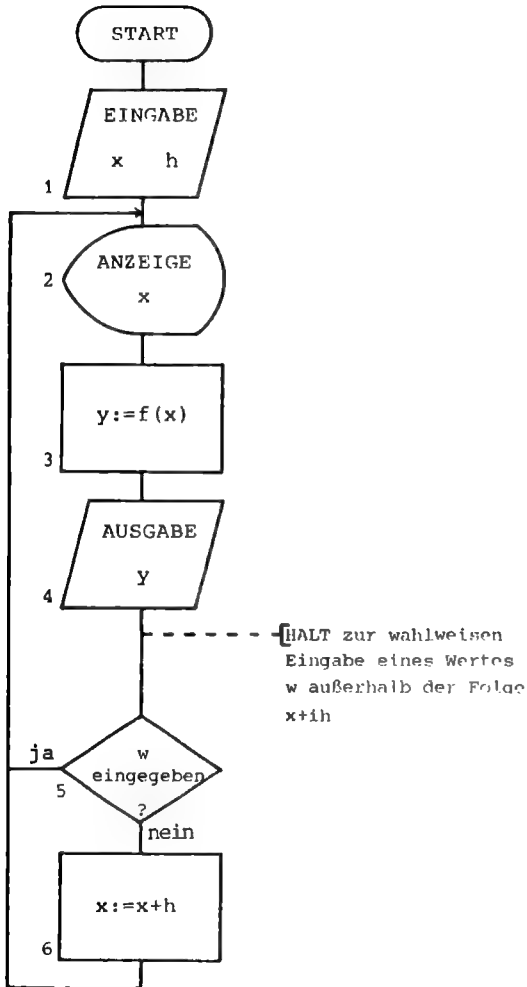 START
EINGABE
x h
1
ANZEIGE
2
x
y:=f(x)
3
AUSGABE
y
4
HALT zur wahlweisen
Eingabe eines Wertes
w außerhalb der Folge
x+ih
ja
w
eingegeben
5
?
nein
x:=x+h
6